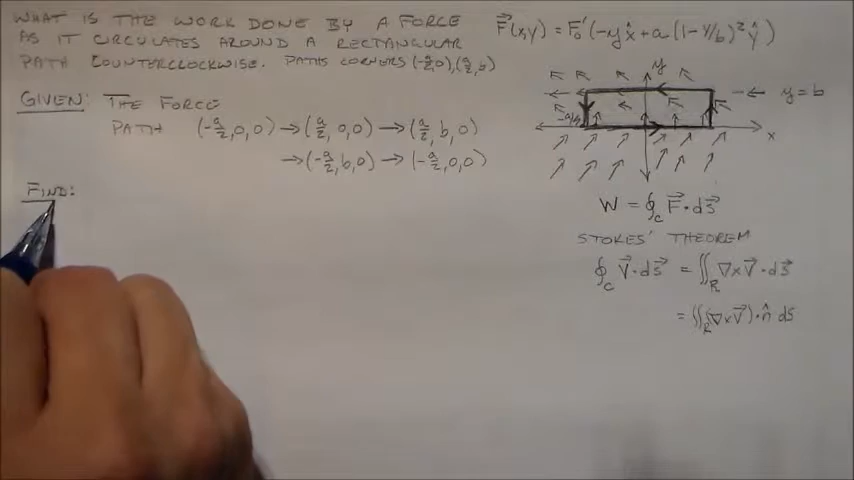 WHAT IS THE WORK DONE BY A FORCE
AS IT CIRCULATES AROUND A RECTANGULAR
PATH COUNTERCLOCKWISE. PATHS CORNERS (-a/2,0),(a/2,b)
F⃗(x,y) = F₀'(-yx̂+a(1-y/b)²ŷ)
GIVEN: THE FORCE
PATH (-a/2,0,0) → (a/2,0,0) → (a/2,b,0)
→ (-a/2,b,0) → (-a/2,0,0)
FIND:
y
y=b
-a/2
x
W = ∮c F⃗·ds⃗
STOKES' THEOREM
∮c V⃗·ds⃗ = ∬R ∇×V⃗·ds⃗
= ∬R(∇×V⃗)·n̂ ds